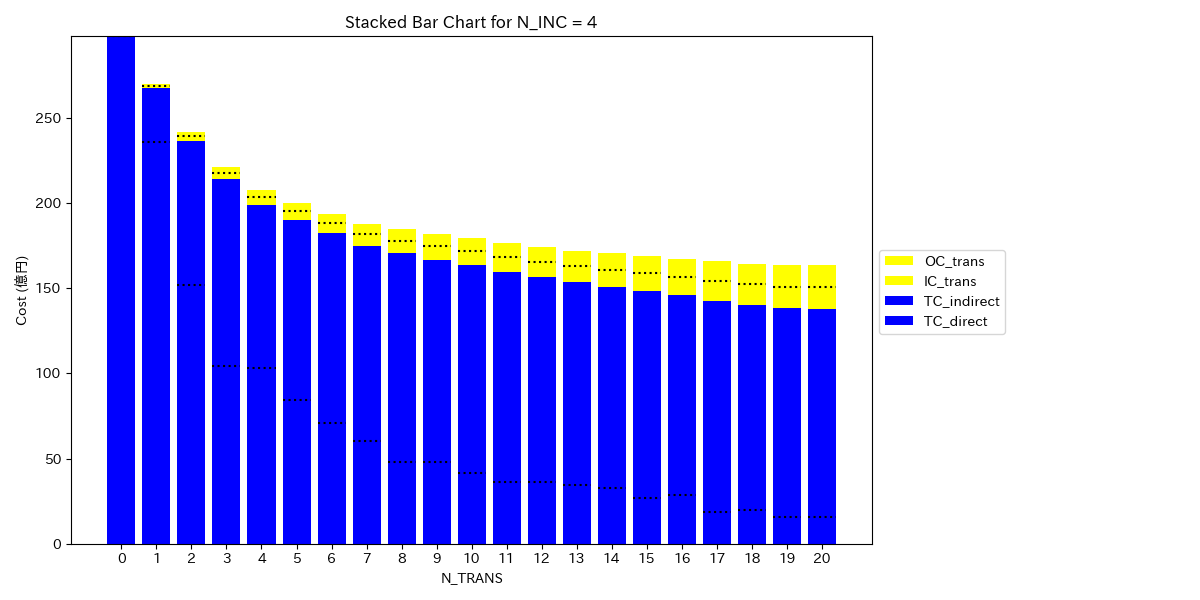 Stacked Bar Chart for N_INC = 4
Cost (億円)
250
200
150
100
50
0
0 1 2 3 4 5 6 7 8 9 10 11 12 13 14 15 16 17 18 19 20
N_TRANS
OC_trans
IC_trans
TC_indirect
TC_direct